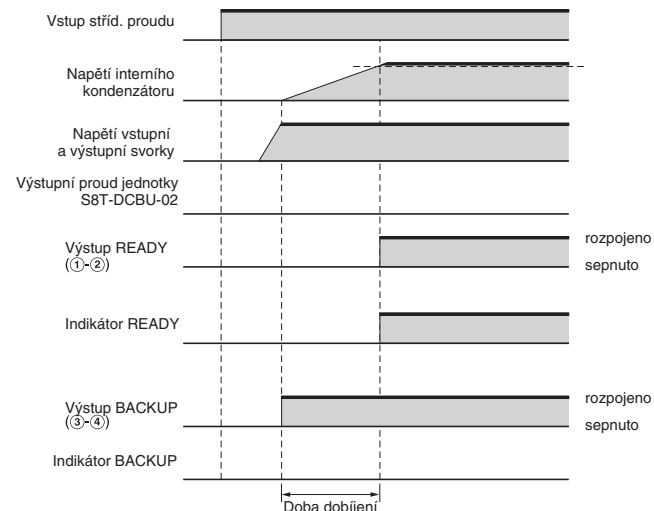 Vstup stříd. proudu
Napětí interního
kondenzátoru
Napětí vstupní
a výstupní svorky
Výstupní proud jednotky
S8T-DCBU-02
Výstup READY
(①-②)
rozpojeno
sepnuto
Indikátor READY
Výstup BACKUP
(③-④)
rozpojeno
sepnuto
Indikátor BACKUP
Doba dobíjení